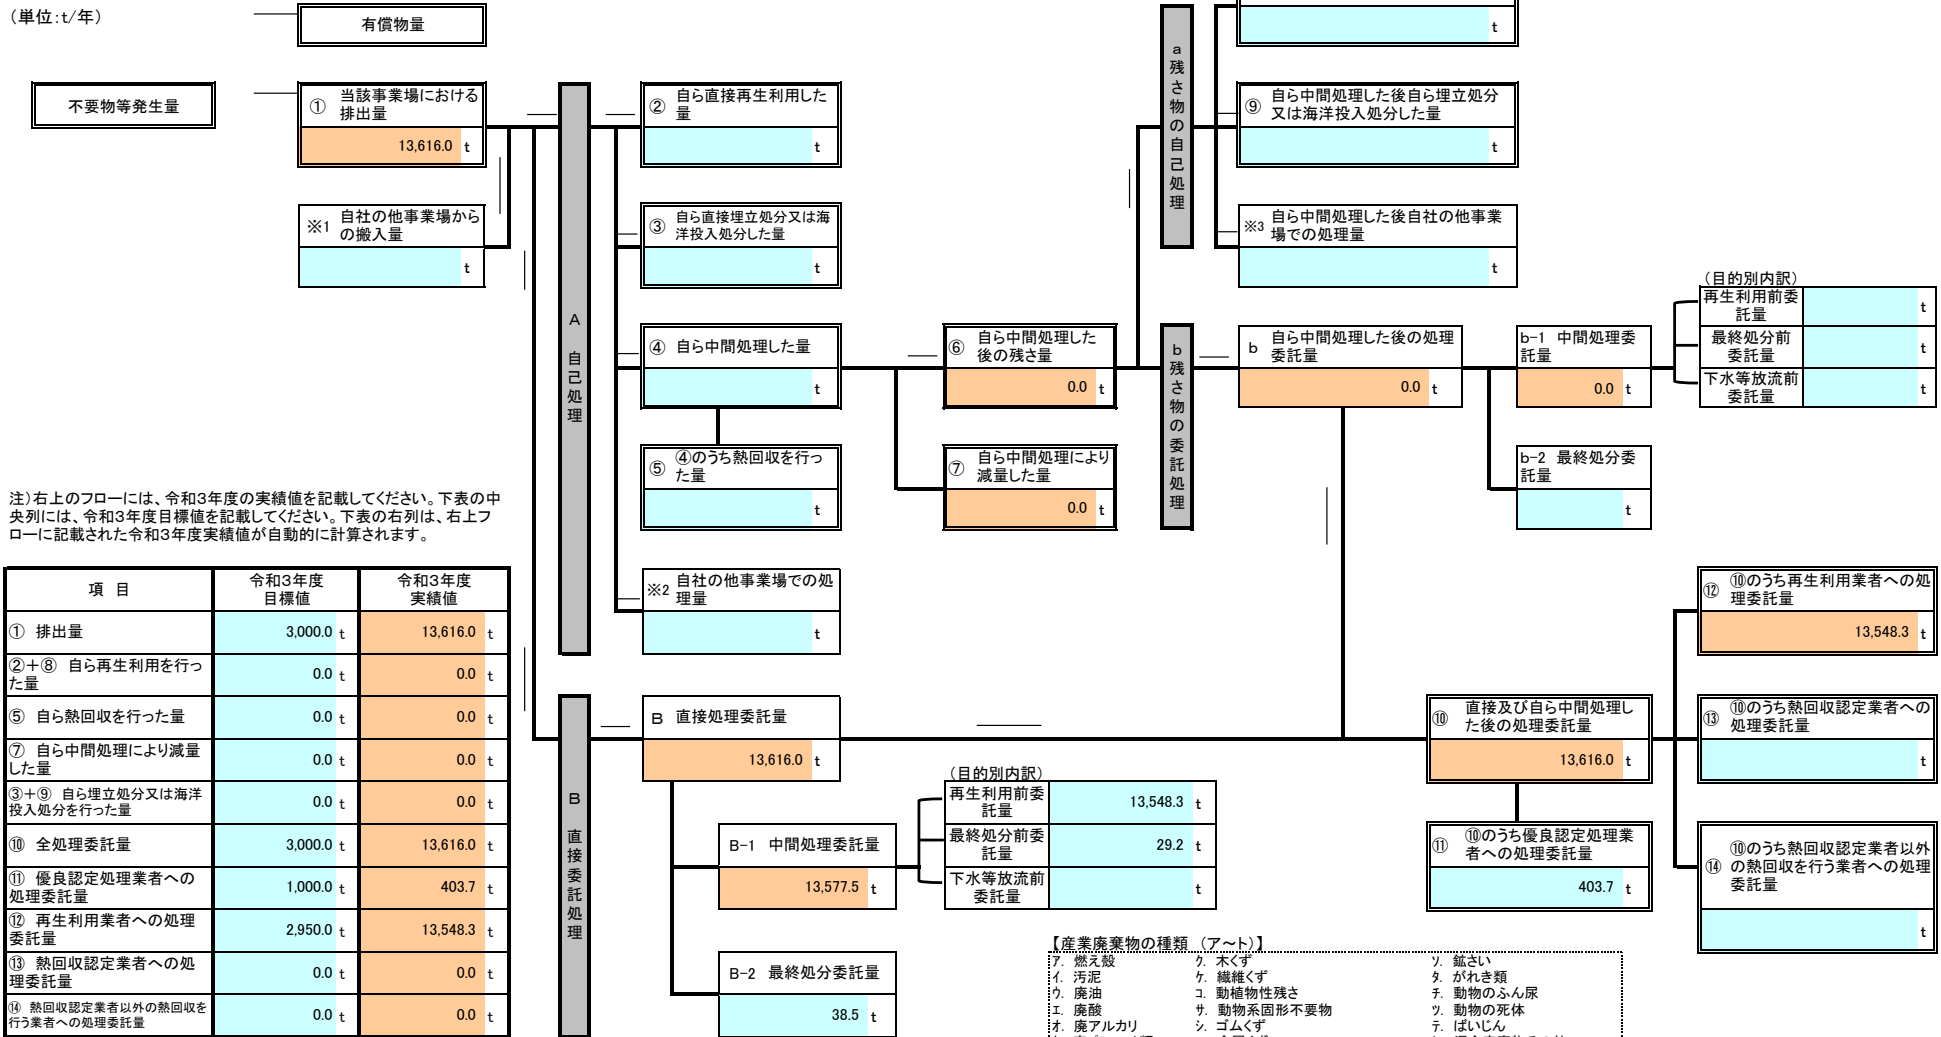 （単位：t/年）
有償物量
t
不要物等発生量
① 当該事業場における
排出量
13,616.0 t
※1 自社の他事業場から
の搬入量
t
A 自己処理
② 自ら直接再生利用した
量
t
③ 自ら直接埋立処分又は海
洋投入処分した量
t
④ 自ら中間処理した量
t
⑤ ④のうち熱回収を行っ
た量
t
※2 自社の他事業場での処
理量
t
⑥ 自ら中間処理した
後の残さ量
0.0 t
⑦ 自ら中間処理により
減量した量
0.0 t
a 残さ物の自己処理
⑨ 自ら中間処理した後自ら埋立処分
又は海洋投入処分した量
t
※3 自ら中間処理した後自社の他事業
場での処理量
t
b 残さ物の委託処理
b 自ら中間処理した後の処理
委託量
0.0 t
b-1 中間処理委
託量
0.0 t
（目的別内訳）
再生利用前委
託量
t
最終処分前
委託量
t
下水等放流前
委託量
t
b-2 最終処分委
託量
t
注）右上のフローには、令和3年度の実績値を記載してください。下表の中
央列には、令和3年度目標値を記載してください。下表の右列は、右上フ
ローに記載された令和3年度実績値が自動的に計算されます。
項 目
令和3年度
目標値
令和3年度
実績値
① 排出量 3,000.0 t 13,616.0 t
②＋⑧ 自ら再生利用を行っ
た量 0.0 t 0.0 t
⑤ 自ら熱回収を行った量 0.0 t 0.0 t
⑦ 自ら中間処理により減量
した量 0.0 t 0.0 t
③＋⑨ 自ら埋立処分又は海洋
投入処分を行った量 0.0 t 0.0 t
⑩ 全処理委託量 3,000.0 t 13,616.0 t
⑪ 優良認定処理業者への
処理委託量 1,000.0 t 403.7 t
⑫ 再生利用業者への処理
委託量 2,950.0 t 13,548.3 t
⑬ 熱回収認定業者への処
理委託量 0.0 t 0.0 t
⑭ 熱回収認定業者以外の熱回収を
行う業者への処理委託量 0.0 t 0.0 t
B 直接委託処理
B 直接処理委託量
13,616.0 t
B-1 中間処理委託量
13,577.5 t
（目的別内訳）
再生利用前委
託量
13,548.3 t
最終処分前委
託量
29.2 t
下水等放流前
委託量
t
B-2 最終処分委託量
38.5 t
⑩ 直接及び自ら中間処理し
た後の処理委託量
13,616.0 t
⑪ ⑩のうち優良認定処理業
者への処理委託量
403.7 t
⑫ ⑩のうち再生利用業者への処
理委託量
13,548.3 t
⑬ ⑩のうち熱回収認定業者への
処理委託量
t
⑭ ⑩のうち熱回収認定業者以外
の熱回収を行う業者への処理
委託量
t
【産業廃棄物の種類 （ア～ト）】
ア. 燃え殻 ク. 木くず ソ. 鉱さい
イ. 汚泥 ケ. 繊維くず タ. がれき類
ウ. 廃油 コ. 動植物性残さ チ. 動物のふん尿
エ. 廃酸 サ. 動物系固形不要物 ツ. 動物の死体
オ. 廃アルカリ シ. ゴムくず テ. ばいじん